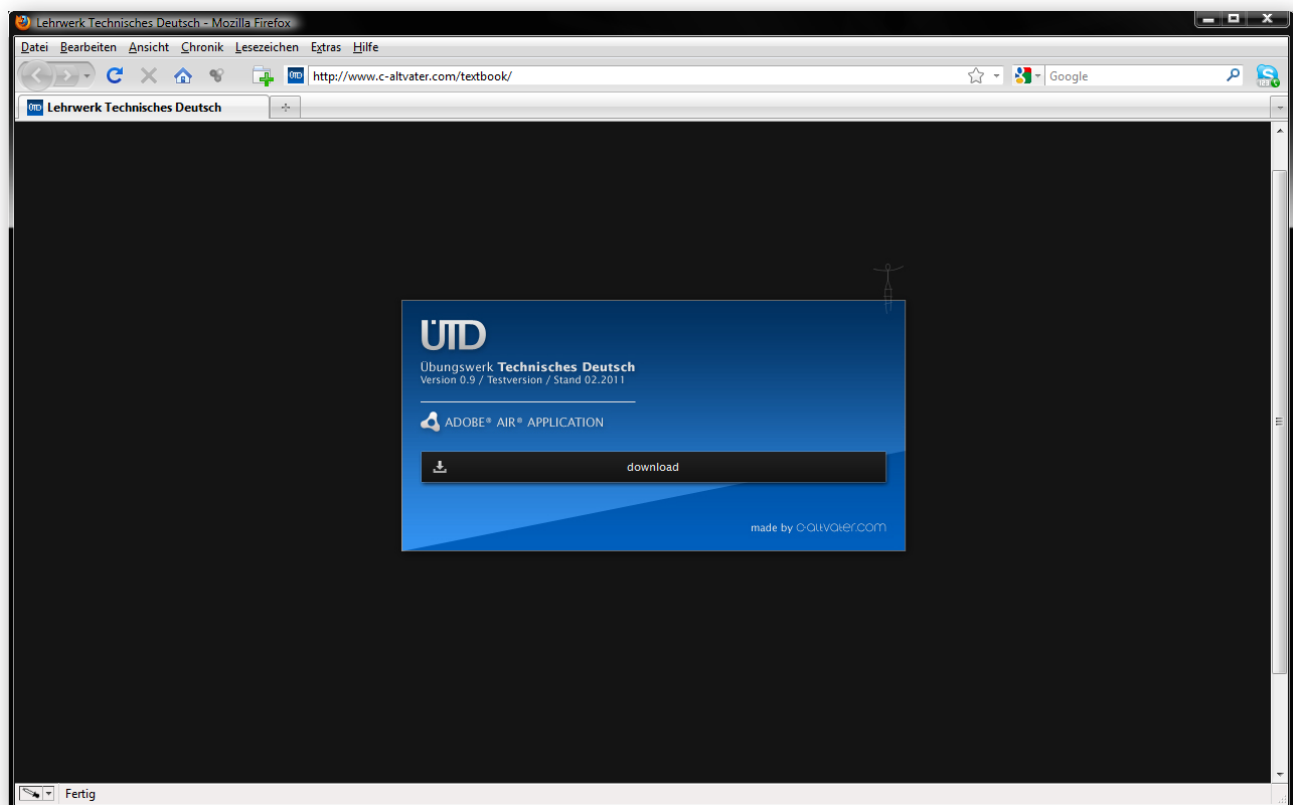 Lehrwerk Technisches Deutsch - Mozilla Firefox
Datei Bearbeiten Ansicht Chronik Lesezeichen Extras Hilfe
ÜTD http://www.c-altvater.com/textbook/ Google
ÜTD Lehrwerk Technisches Deutsch
ÜTD
Übungswerk Technisches Deutsch
Version 0.9 / Testversion / Stand 02.2011
ADOBE® AIR® APPLICATION
download
made by c-altvater.com
Fertig